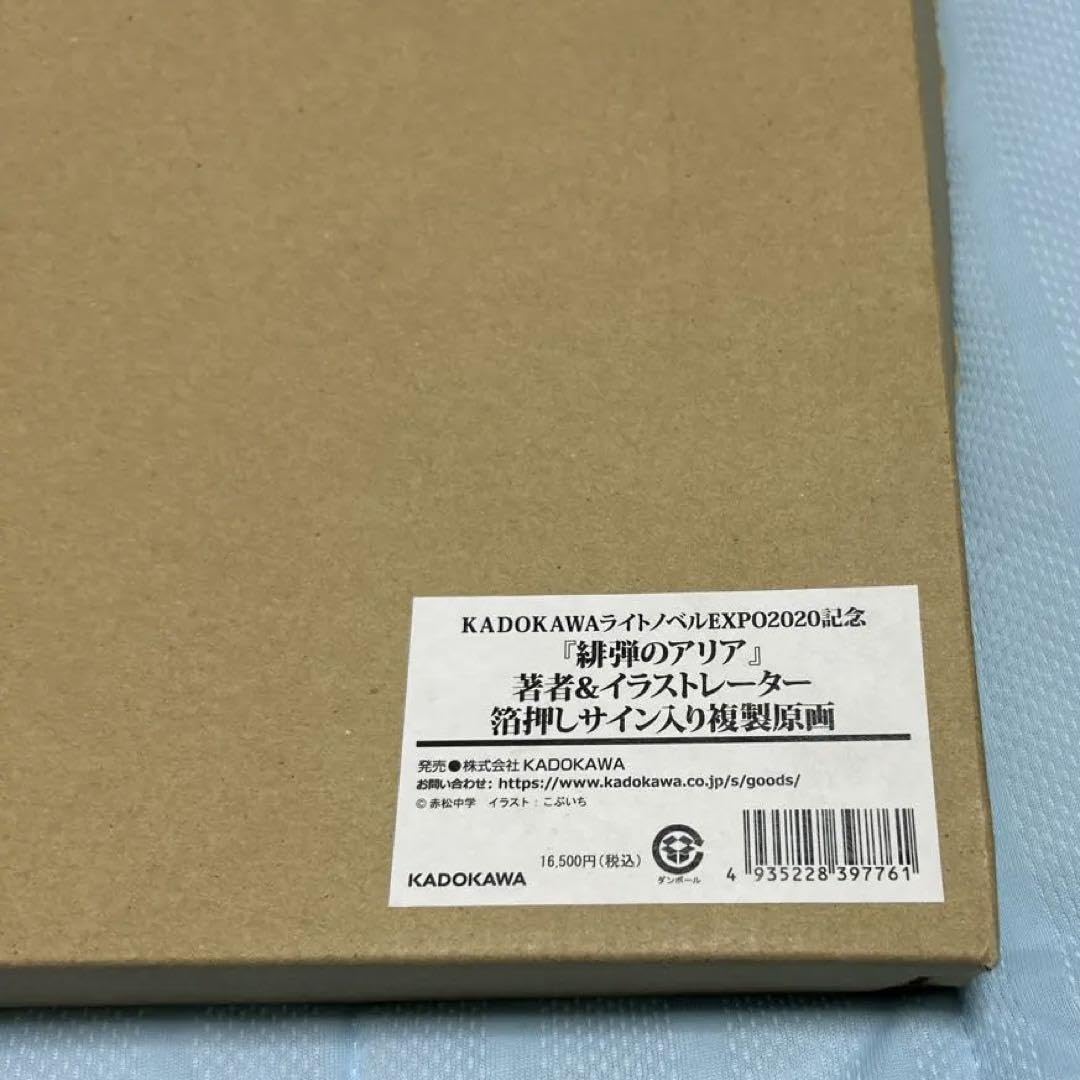 KADOKAWAライトノベルEXPO2020記念
『緋弾のアリア』
著者&イラストレーター
箔押しサイン入り複製原画
発売●株式会社 KADOKAWA
お問い合わせ: https://www.kadokawa.co.jp/s/goods/
© 赤松中学 イラスト:こぶいち
16,500円(税込)
KADOKAWA
ダンボール
4 935228 397761